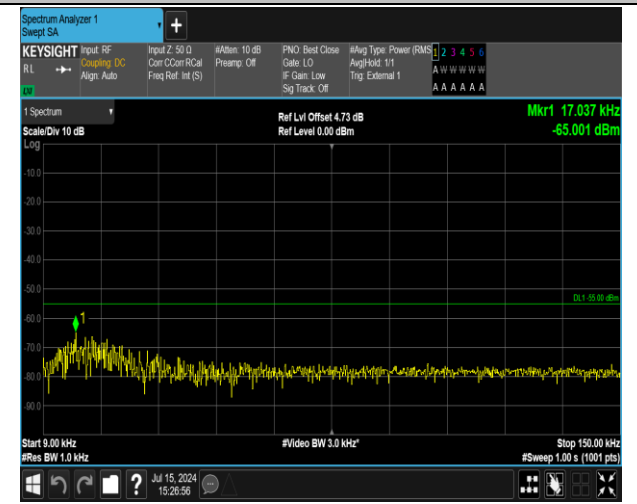 Spectrum Analyzer 1
Swept SA
+
KEYSIGHT
RL
LXI
Input: RF
Coupling: DC
Align: Auto
Input Z: 50 Ω
Corr CCorr RCal
Freq Ref: Int (S)
#Atten: 10 dB
Preamp: Off
PNO: Best Close
Gate: LO
IF Gain: Low
Sig Track: Off
#Avg Type: Power (RMS
Avg|Hold: 1/1
Trig: External 1
1 2 3 4 5 6
A W W W W W
A A A A A A
1 Spectrum
Scale/Div 10 dB
Ref Lvl Offset 4.73 dB
Ref Level 0.00 dBm
Mkr1 17.037 kHz
-65.001 dBm
Log
-10.0
-20.0
-30.0
-40.0
-50.0
DL1 -55.00 dBm
-60.0
1
-70.0
-80.0
-90.0
Start 9.00 kHz
#Res BW 1.0 kHz
#Video BW 3.0 kHz*
Stop 150.00 kHz
#Sweep 1.00 s (1001 pts)
?
Jul 15, 2024
15:26:56